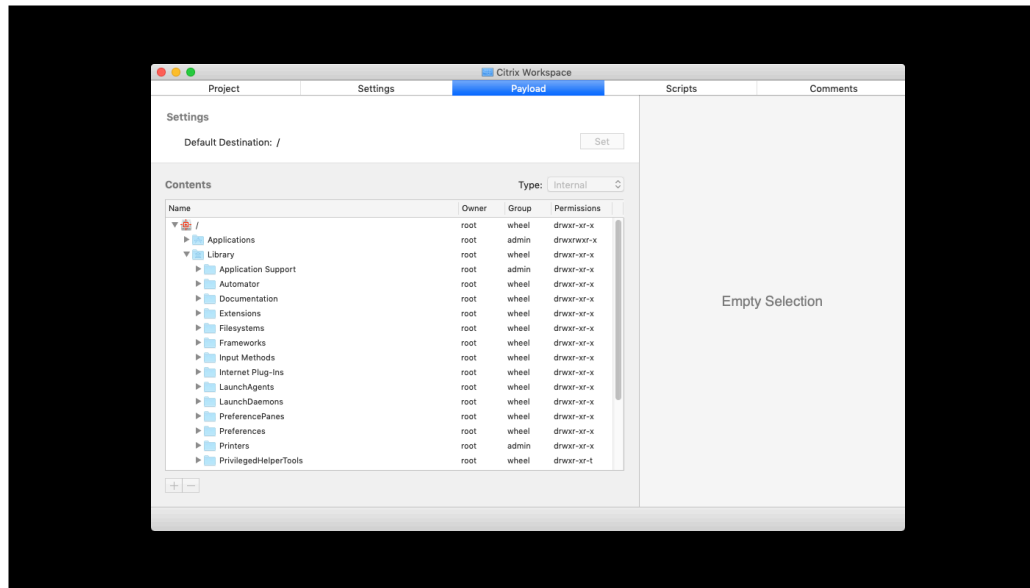 Citrix Workspace
Project Settings Payload Scripts Comments
Settings
Default Destination: / Set
Contents Type: Internal
Name Owner Group Permissions
/ root wheel drwxr-xr-x
Applications root admin drwxrwxr-x
Library root wheel drwxr-xr-x
Application Support root admin drwxr-xr-x
Automator root wheel drwxr-xr-x
Documentation root wheel drwxr-xr-x
Extensions root wheel drwxr-xr-x
Filesystems root wheel drwxr-xr-x
Frameworks root wheel drwxr-xr-x
Input Methods root wheel drwxr-xr-x
Internet Plug-Ins root wheel drwxr-xr-x
LaunchAgents root wheel drwxr-xr-x
LaunchDaemons root wheel drwxr-xr-x
PreferencePanes root wheel drwxr-xr-x
Preferences root wheel drwxr-xr-x
Printers root admin drwxr-xr-x
PrivilegedHelperTools root wheel drwxr-xr-t
Empty Selection